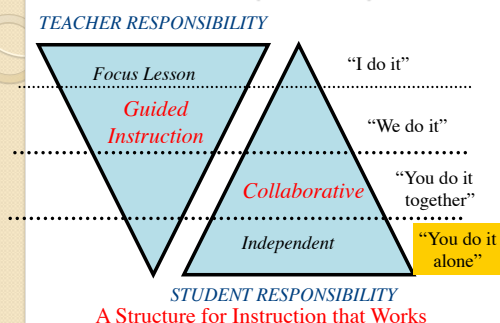 TEACHER RESPONSIBILITY
Focus Lesson
“I do it”
Guided
Instruction
“We do it”
Collaborative
“You do it
together”
Independent
“You do it
alone”
STUDENT RESPONSIBILITY
A Structure for Instruction that Works